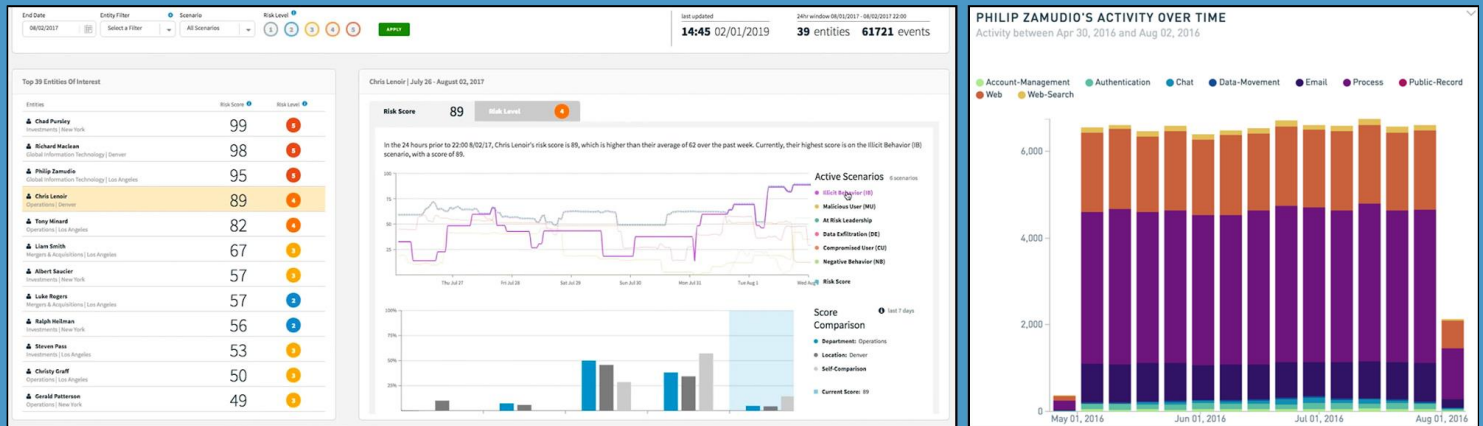 End Date
Entity Filter
Scenario
Risk Level
08/02/2017
Select a Filter
All Scenarios
1 2 3 4 5
APPLY
last updated
14:45 02/01/2019
24hr window 08/01/2017 - 08/02/2017 22:00
39 entities 61721 events
Top 39 Entities Of Interest
Entities Risk Score Risk Level
Chad Pursley
Investments | New York
99 5
Richard Maclean
Global Information Technology | Denver
98 5
Philip Zamudio
Global Information Technology | Los Angeles
95 5
Chris Lenoir
Operations | Denver
89 4
Tony Minard
Operations | Los Angeles
82 4
Liam Smith
Mergers & Acquisitions | Los Angeles
67 3
Albert Saucier
Investments | New York
57 3
Luke Rogers
Mergers & Acquisitions | Los Angeles
57 2
Ralph Heilman
Investments | New York
56 2
Steven Pass
Investments | Los Angeles
53 3
Christy Graff
Operations | Los Angeles
50 3
Gerald Patterson
Operations | New York
49 3
Chris Lenoir | July 26 - August 02, 2017
Risk Score 89 Risk Level 4
In the 24 hours prior to 22:00 8/02/17, Chris Lenoir's risk score is 89, which is higher than their average of 62 over the past week. Currently, their highest score is on the Illicit Behavior (IB)
scenario, with a score of 89.
100
75
50
25
Thu Jul 27 Fri Jul 28 Sat Jul 29 Sun Jul 30 Mon Jul 31 Tue Aug 1 Wed Aug
Active Scenarios 6 scenarios
Illicit Behavior (IB)
Malicious User (MU)
At Risk Leadership
Data Exfiltration (DE)
Compromised User (CU)
Negative Behavior (NB)
Risk Score
100%
75%
50%
25%
Score
Comparison
last 7 days
Department: Operations
Location: Denver
Self-Comparison
Current Score: 89
PHILIP ZAMUDIO'S ACTIVITY OVER TIME
Activity between Apr 30, 2016 and Aug 02, 2016
Account-Management Authentication Chat Data-Movement Email Process Public-Record
Web Web-Search
6,000
4,000
2,000
0
May 01, 2016 Jun 01, 2016 Jul 01, 2016 Aug 01, 2016